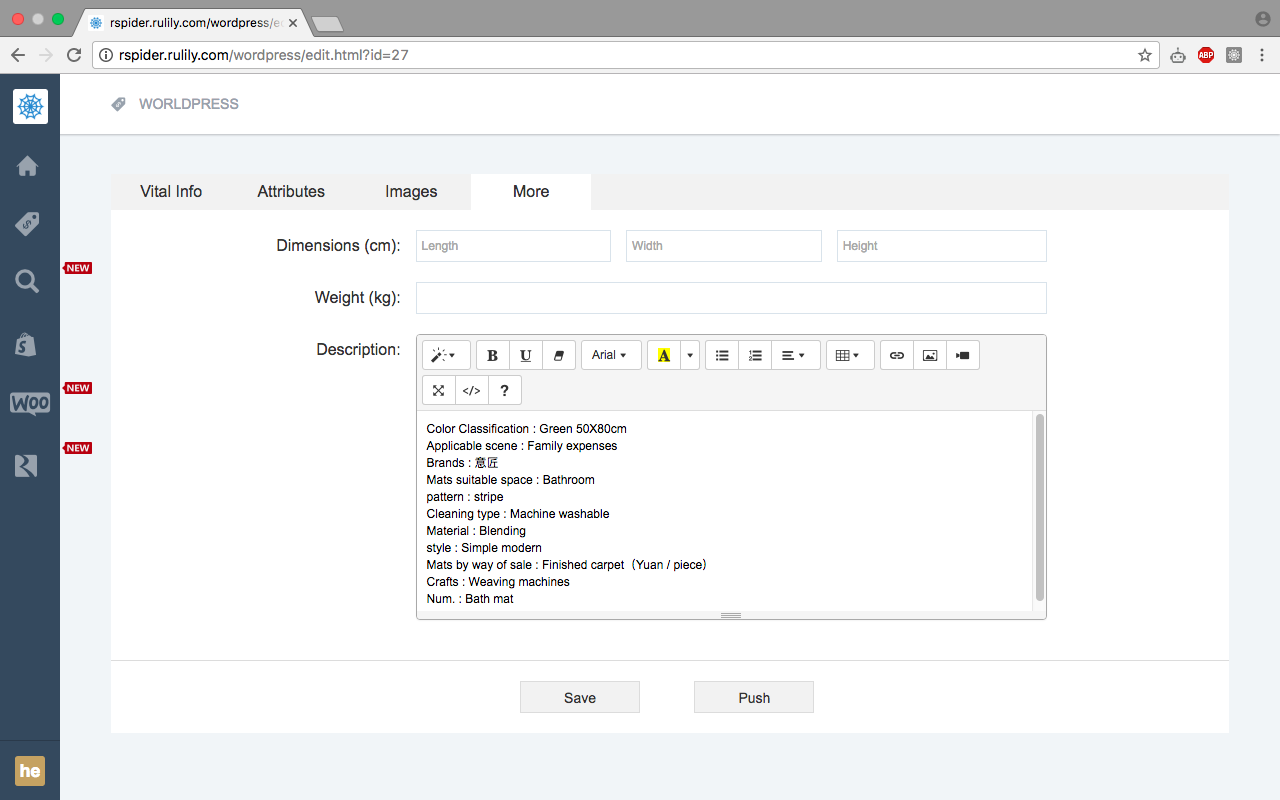 rspider.rulily.com/wordpress/e
rspider.rulily.com/wordpress/edit.html?id=27
ABP
WORLDPRESS
Vital Info Attributes Images More
Dimensions (cm): Length Width Height
NEW
Weight (kg):
Description:
B U Arial A
</> ?
NEW
Woo
NEW
Color Classification : Green 50X80cm
Applicable scene : Family expenses
Brands : 意匠
Mats suitable space : Bathroom
pattern : stripe
Cleaning type : Machine washable
Material : Blending
style : Simple modern
Mats by way of sale : Finished carpet（Yuan / piece）
Crafts : Weaving machines
Num. : Bath mat
Save Push
he